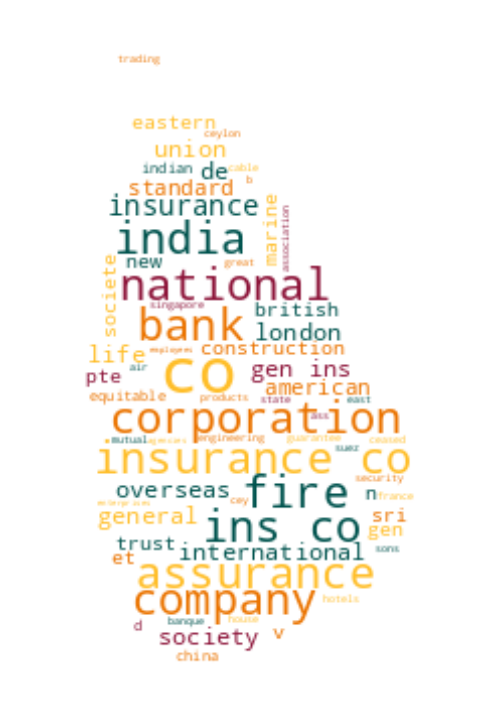 trading
eastern
ceylon
union
indian de cable
standard b
insurance marine
association
india
new great
societe
national
singapore
british
bank london
life employees construction
air co gen ins
pte american
equitable products state east
corporation ass
mutual agencies engineering guarantee ceased
suez
insurance co
security
overseas fire n france
enterprises cey
general ins co sri
gen
trust international sons
et
assurance
company hotels
d banque house
society v
china